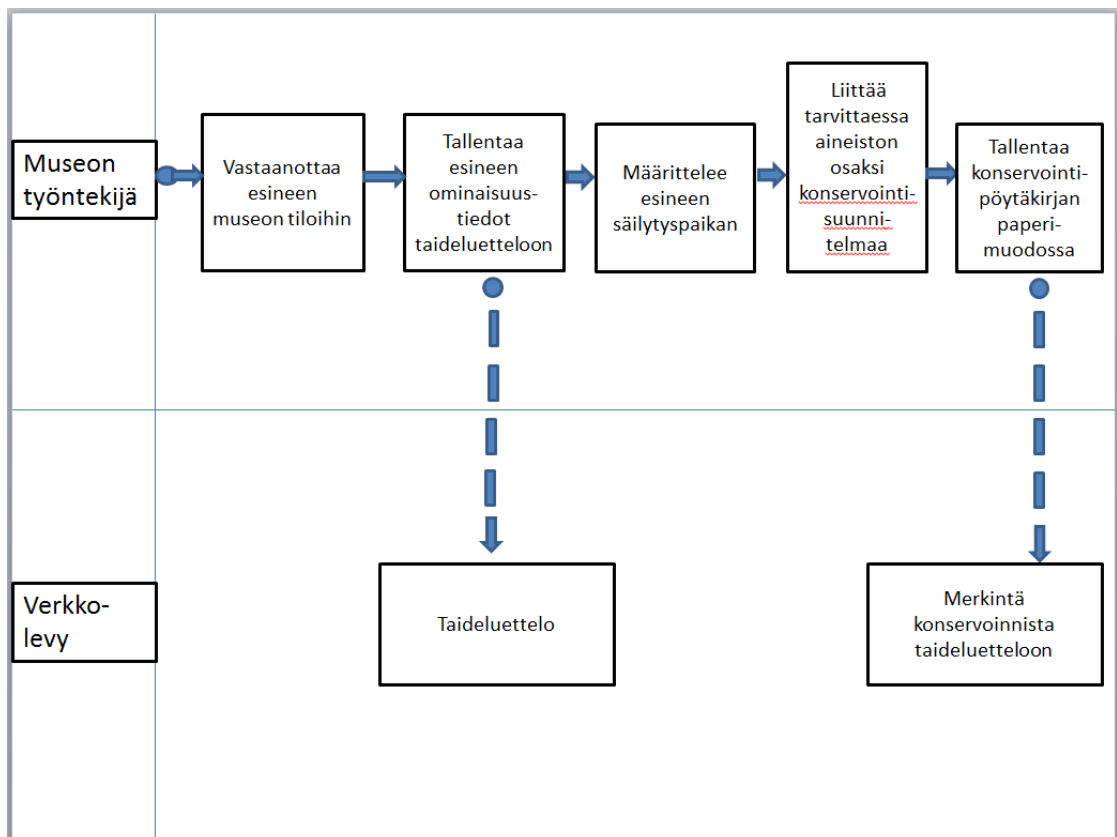 Museon
työntekijä
Vastaanottaa
esineen
museon tiloihin
Tallentaa
esineen
ominaisuus-
tiedot
taideluetteloon
Määrittelee
esineen
säilytyspaikan
Liittää
tarvittaessa
aineiston
osaksi
konservointi-
suunni-
telmaa
Tallentaa
konservointi-
pöytäkirjan
paperi-
muodossa
Verkko-
levy
Taideluettelo
Merkintä
konservoinnista
taideluetteloon